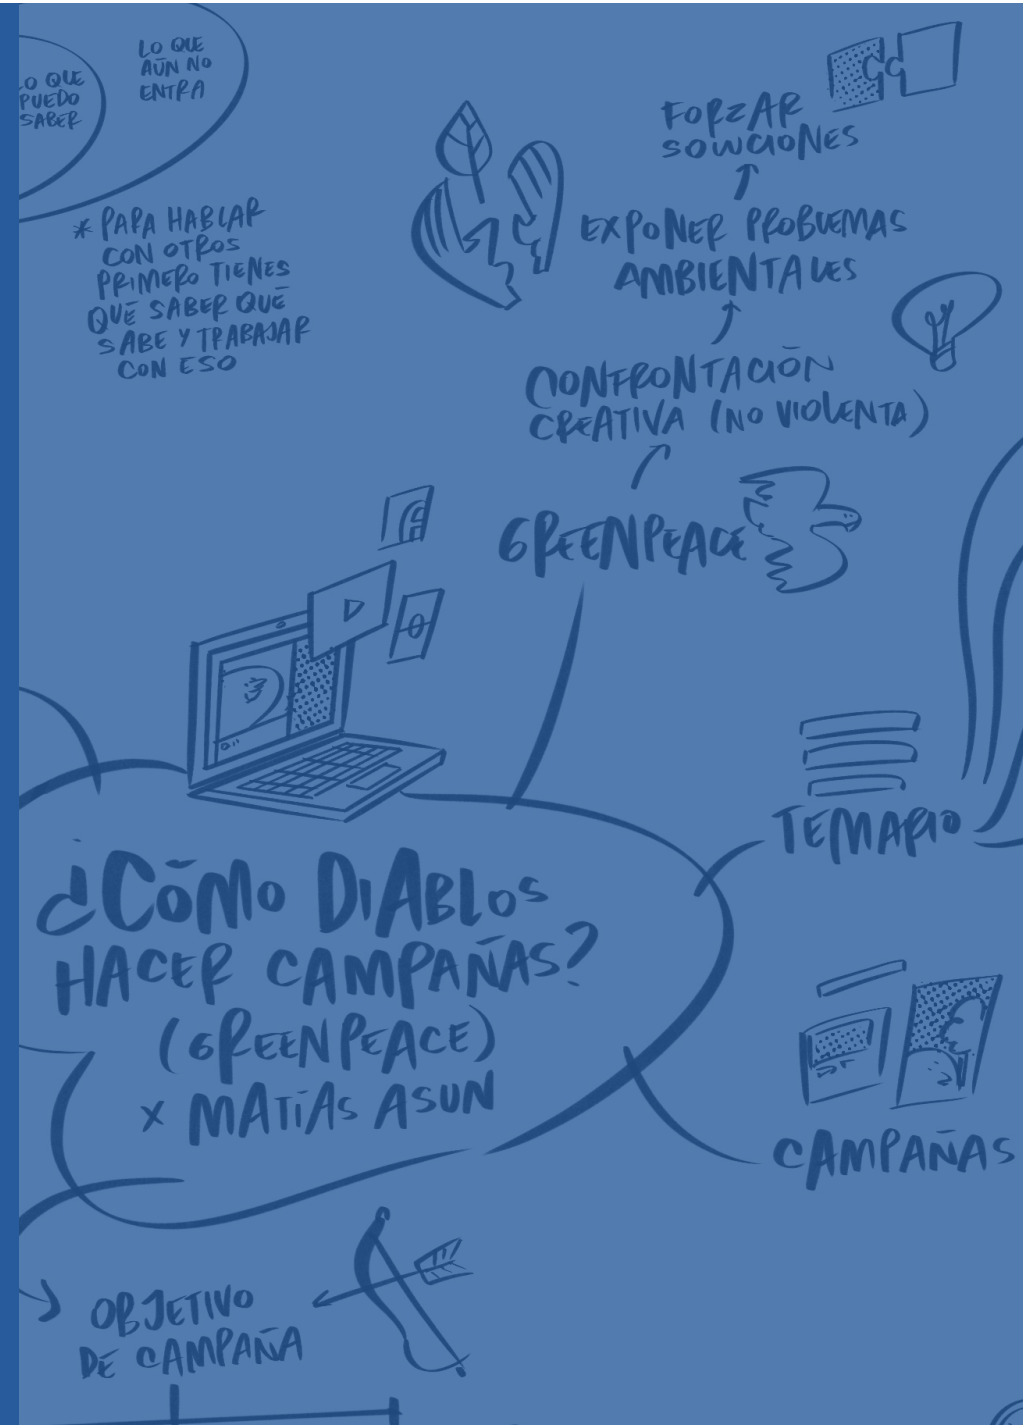 LO QUE
PUEDO
SABER
LO QUE
AÚN NO
ENTRA
* PARA HABLAR
CON OTROS
PRIMERO TIENES
QUÉ SABER QUÉ
SABE Y TRABAJAR
CON ESO
FORZAR
SOLUCIONES
EXPONER PROBLEMAS
AMBIENTALES
CONFRONTACIÓN
CREATIVA (NO VIOLENTA)
GREENPEACE
TEMARIO
¿CÓMO DIABLOS
HACER CAMPAÑAS?
(GREENPEACE)
X MATÍAS ASUN
CAMPAÑAS
OBJETIVO
DE CAMPAÑA